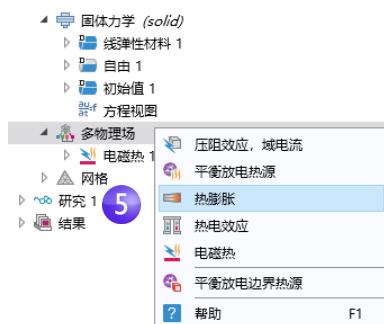 固体力学 (solid)
线弹性材料 1
自由 1
初始值 1
∂u/∂t=f 方程视图
多物理场
电磁热 1
网格
研究 1
5
结果
压阻效应，域电流
平衡放电热源
热膨胀
热电效应
电磁热
平衡放电边界热源
? 帮助 F1